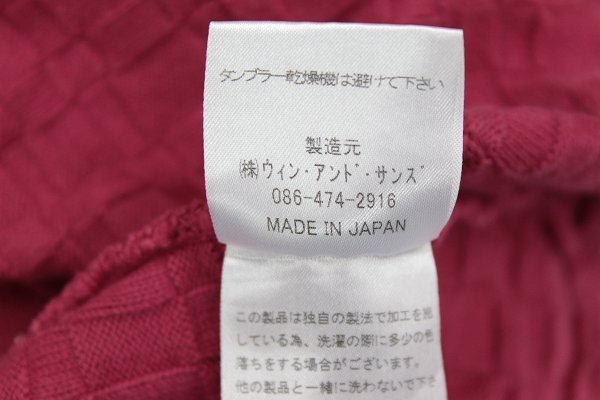 タンブラー乾燥機は避けて下さい
製造元
㈱ウィン・アンド・サンズ
086-474-2916
MADE IN JAPAN
この製品は独自の製法で加工を施
している為、洗濯の際に多少の色
落ちをする場合がございます。
他の製品と一緒に洗わないで下さ